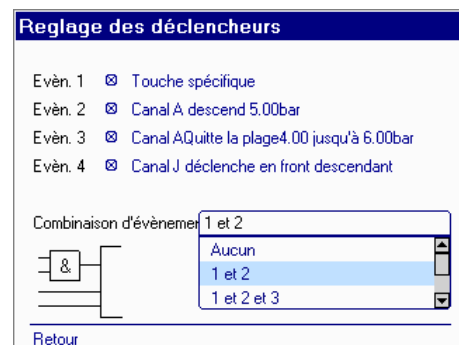 Reglage des déclencheurs
Evèn. 1 Touche spécifique
Evèn. 2 Canal A descend 5.00bar
Evèn. 3 Canal AQuitte la plage4.00 jusqu'à 6.00bar
Evèn. 4 Canal J déclenche en front descendant
Combinaison d'évènemer 1 et 2
Aucun
& 1 et 2
1 et 2 et 3
Retour